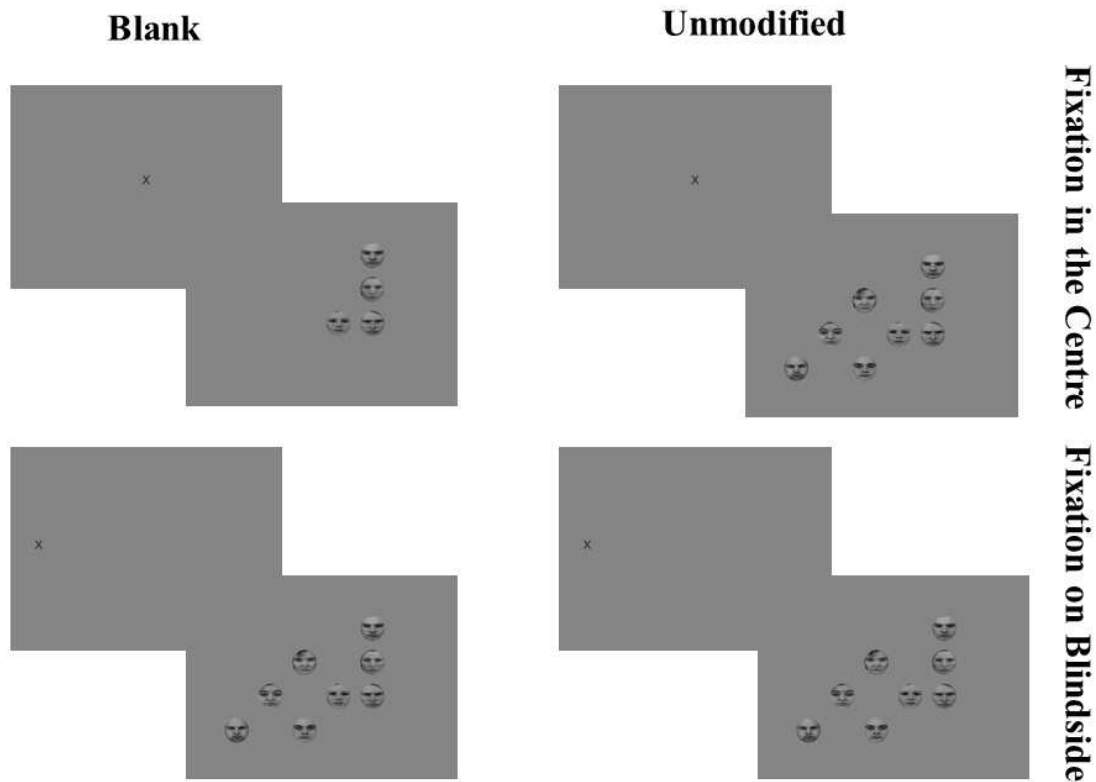 Blank
Unmodified
Fixation in the Centre
x
x
Fixation on Blindside
x
x